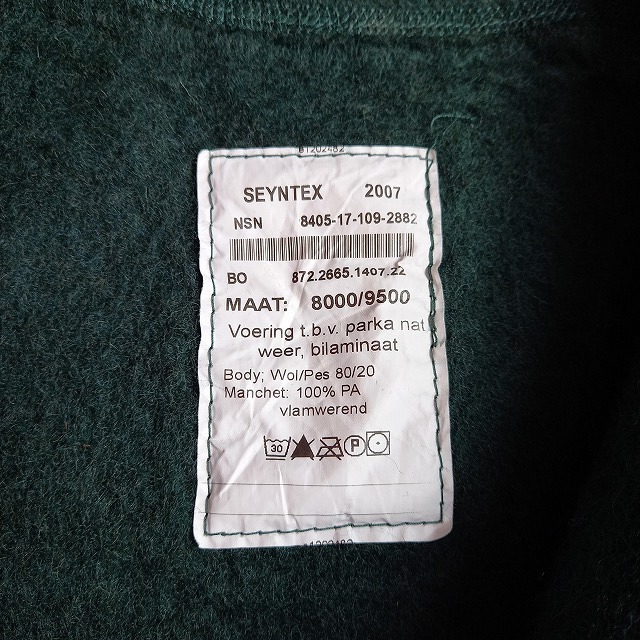 B1202482
SEYNTEX 2007
NSN 8405-17-109-2882
BO 872.2665.1407.22
MAAT: 8000/9500
Voering t.b.v. parka nat
weer, bilaminaat
Body; Wol/Pes 80/20
Manchet: 100% PA
vlamwerend
30 P